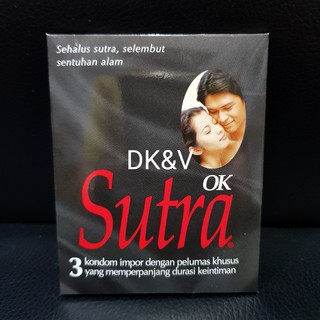 Sehalus sutra, selembut
sentuhan alam
DK&V
OK
Sutra®
3 kondom impor dengan pelumas khusus
yang memperpanjang durasi keintiman